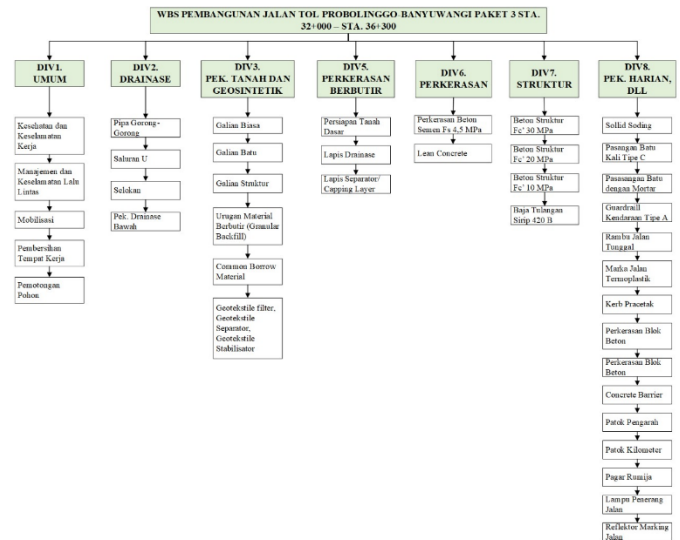 WBS PEMBANGUNAN JALAN TOL PROBOLINGGO-BANYUWANGI PAKET 3 STA.
32+000 – STA. 36+300
DIV1.
UMUM
Kesehatan dan
Keselamatan
Kerja
Manajemen dan
Keselamatan Lalu
Lintas
Mobilisasi
Pembersihan
Tempat Kerja
Pemotongan
Pohon
DIV2.
DRAINASE
Pipa Gorong-
Gorong
Saluran U
Selokan
Pek. Drainase
Bawah
DIV3.
PEK. TANAH DAN
GEOSINTETIK
Galian Biasa
Galian Batu
Galian Struktur
Urugan Material
Berbutir (Granular
Backfill)
Common Borrow
Material
Geotekstile filter,
Geotekstile
Separator,
Geotekstile
Stabilisator
DIV5.
PERKERASAN
BERBUTIR
Persiapan Tanah
Dasar
Lapis Drainase
Lapis Separator/
Capping Layer
DIV6.
PERKERASAN
Perkerasan Beton
Semen Fs 4,5 MPa
Lean Concrete
DIV7.
STRUKTUR
Beton Struktur
Fc' 30 MPa
Beton Struktur
Fc' 20 MPa
Beton Struktur
Fc' 10 MPa
Baja Tulangan
Sirip 420 B
DIV8.
PEK. HARIAN,
DLL
Sollid Soding
Pasangan Batu
Kali Tipe C
Pasasangan Batu
dengan Mortar
Guardraill
Kendaraan Tipe A
Rambu Jalan
Tunggal
Marka Jalan
Termoplastik
Kerb Pracetak
Perkerasan Blok
Beton
Perkerasan Blok
Beton
Concrete Barrier
Patok Pengarah
Patok Kilometer
Pagar Rumija
Lampu Penerang
Jalan
Reflektor Marking
Jalan